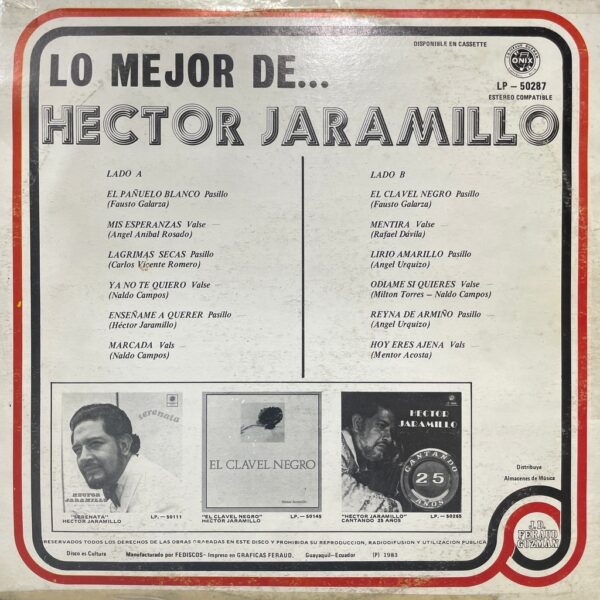 DISPONIBLE EN CASSETTE
ONIX
LP - 50287
ESTEREO COMPATIBLE
LO MEJOR DE...
HECTOR JARAMILLO
LADO A
EL PAÑUELO BLANCO Pasillo
(Fausto Galarza)
MIS ESPERANZAS Valse
(Angel Anibal Rosado)
LAGRIMAS SECAS Pasillo
(Carlos Vicente Romero)
YA NO TE QUIERO Valse
(Naldo Campos)
ENSEÑAME A QUERER Pasillo
(Héctor Jaramillo)
MARCADA Vals
(Naldo Campos)
LADO B
EL CLAVEL NEGRO Pasillo
(Fausto Galarza)
MENTIRA Valse
(Rafael Dávila)
LIRIO AMARILLO Pasillo
(Angel Urquizo)
ODIAME SI QUIERES Valse
(Milton Torres - Naldo Campos)
REYNA DE ARMIÑO Pasillo
(Angel Urquizo)
HOY ERES AJENA Vals
(Mentor Acosta)
serenata
HECTOR
JARAMILLO
"SERENATA" LP.-50111
HECTOR JARAMILLO
EL CLAVEL NEGRO
"EL CLAVEL NEGRO" LP.-50145
HECTOR JARAMILLO
HECTOR
JARAMILLO
CANTANDO
25
AÑOS
"HECTOR JARAMILLO" LP.-50265
CANTANDO 25 AÑOS
Distribuye
Almacenes de Música
J.D.
FERAUD
GUZMAN
RESERVADOS TODOS LOS DERECHOS DE LAS OBRAS GRABADAS EN ESTE DISCO Y PROHIBIDA SU REPRODUCCION, RADIODIFUSION Y UTILIZACION PUBLICA
Disco es Cultura Manufacturado por FEDISCOS- Impreso en GRAFICAS FERAUD. Guayaquil-Ecuador (P) 1983